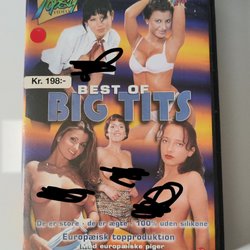 Kr. 198:-
BEST OF
BIG TITS
De er store - de er ægte - 100% uden silikone
Europæisk topproduktion
Med europæiske piger